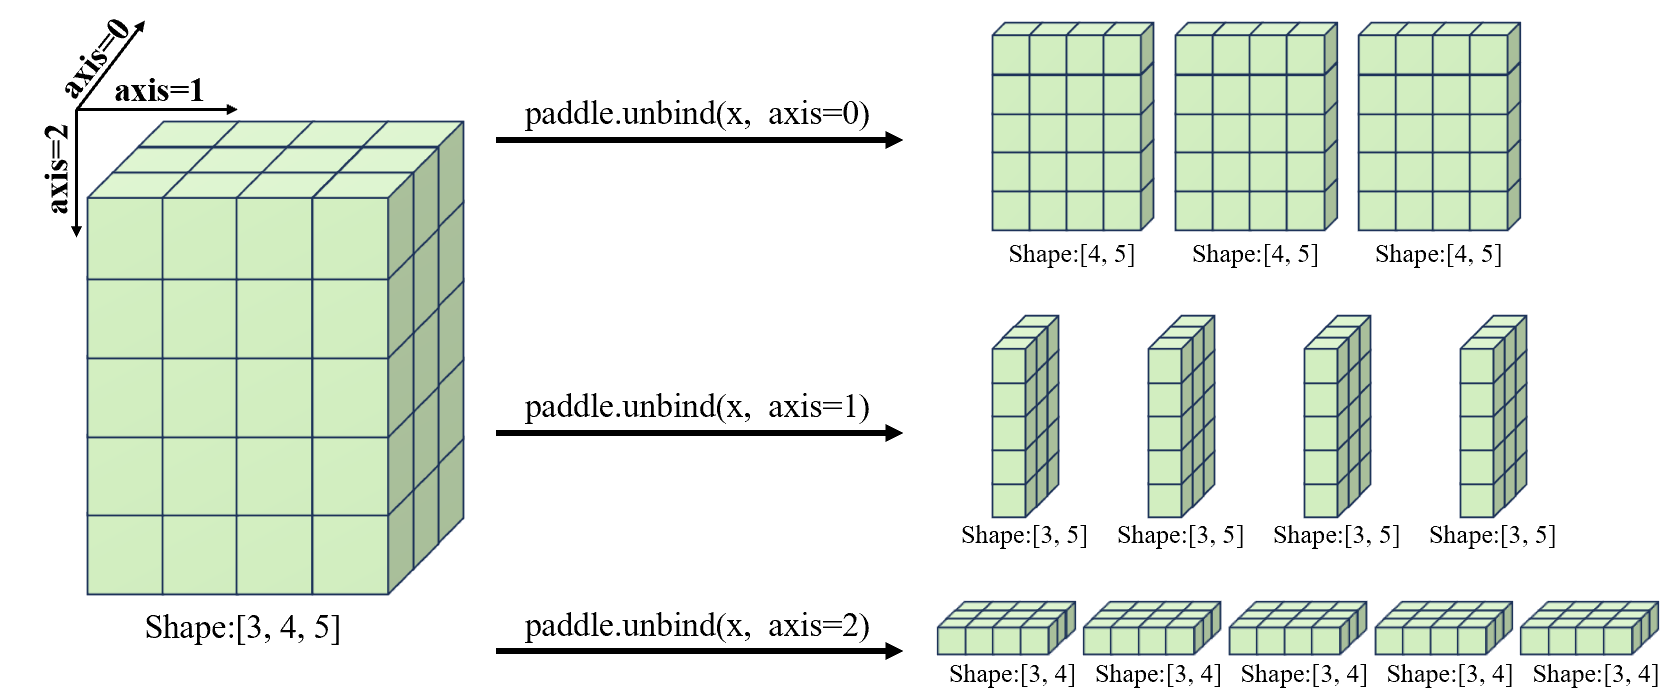 axis=0
axis=1
axis=2
Shape:[3, 4, 5]
paddle.unbind(x, axis=0)
Shape:[4, 5] Shape:[4, 5] Shape:[4, 5]
paddle.unbind(x, axis=1)
Shape:[3, 5] Shape:[3, 5] Shape:[3, 5] Shape:[3, 5]
paddle.unbind(x, axis=2)
Shape:[3, 4] Shape:[3, 4] Shape:[3, 4] Shape:[3, 4] Shape:[3, 4]